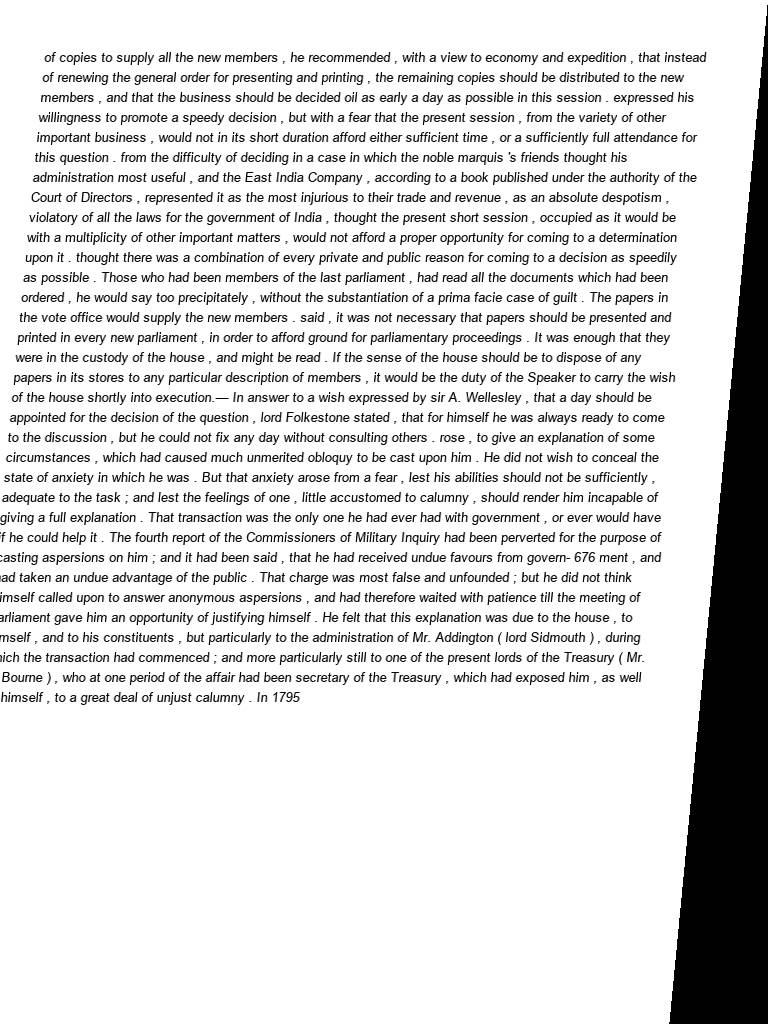 of copies to supply all the new members , he recommended , with a view to economy and expedition , that instead
of renewing the general order for presenting and printing , the remaining copies should be distributed to the new
members , and that the business should be decided oil as early a day as possible in this session . expressed his
willingness to promote a speedy decision , but with a fear that the present session , from the variety of other
important business , would not in its short duration afford either sufficient time , or a sufficiently full attendance for
this question . from the difficulty of deciding in a case in which the noble marquis 's friends thought his
administration most useful , and the East India Company , according to a book published under the authority of the
Court of Directors , represented it as the most injurious to their trade and revenue , as an absolute despotism ,
violatory of all the laws for the government of India , thought the present short session , occupied as it would be
with a multiplicity of other important matters , would not afford a proper opportunity for coming to a determination
upon it . thought there was a combination of every private and public reason for coming to a decision as speedily
as possible . Those who had been members of the last parliament , had read all the documents which had been
ordered , he would say too precipitately , without the substantiation of a prima facie case of guilt . The papers in
the vote office would supply the new members . said , it was not necessary that papers should be presented and
printed in every new parliament , in order to afford ground for parliamentary proceedings . It was enough that they
were in the custody of the house , and might be read . If the sense of the house should be to dispose of any
papers in its stores to any particular description of members , it would be the duty of the Speaker to carry the wish
of the house shortly into execution.— In answer to a wish expressed by sir A. Wellesley , that a day should be
appointed for the decision of the question , lord Folkestone stated , that for himself he was always ready to come
to the discussion , but he could not fix any day without consulting others . rose , to give an explanation of some
circumstances , which had caused much unmerited obloquy to be cast upon him . He did not wish to conceal the
state of anxiety in which he was . But that anxiety arose from a fear , lest his abilities should not be sufficiently ,
adequate to the task ; and lest the feelings of one , little accustomed to calumny , should render him incapable of
giving a full explanation . That transaction was the only one he had ever had with government , or ever would have
if he could help it . The fourth report of the Commissioners of Military Inquiry had been perverted for the purpose of
casting aspersions on him ; and it had been said , that he had received undue favours from govern- 676 ment , and
had taken an undue advantage of the public . That charge was most false and unfounded ; but he did not think
imself called upon to answer anonymous aspersions , and had therefore waited with patience till the meeting of
arliament gave him an opportunity of justifying himself . He felt that this explanation was due to the house , to
mself , and to his constituents , but particularly to the administration of Mr. Addington ( lord Sidmouth ) , during
hich the transaction had commenced ; and more particularly still to one of the present lords of the Treasury ( Mr.
Bourne ) , who at one period of the affair had been secretary of the Treasury , which had exposed him , as well
himself , to a great deal of unjust calumny . In 1795